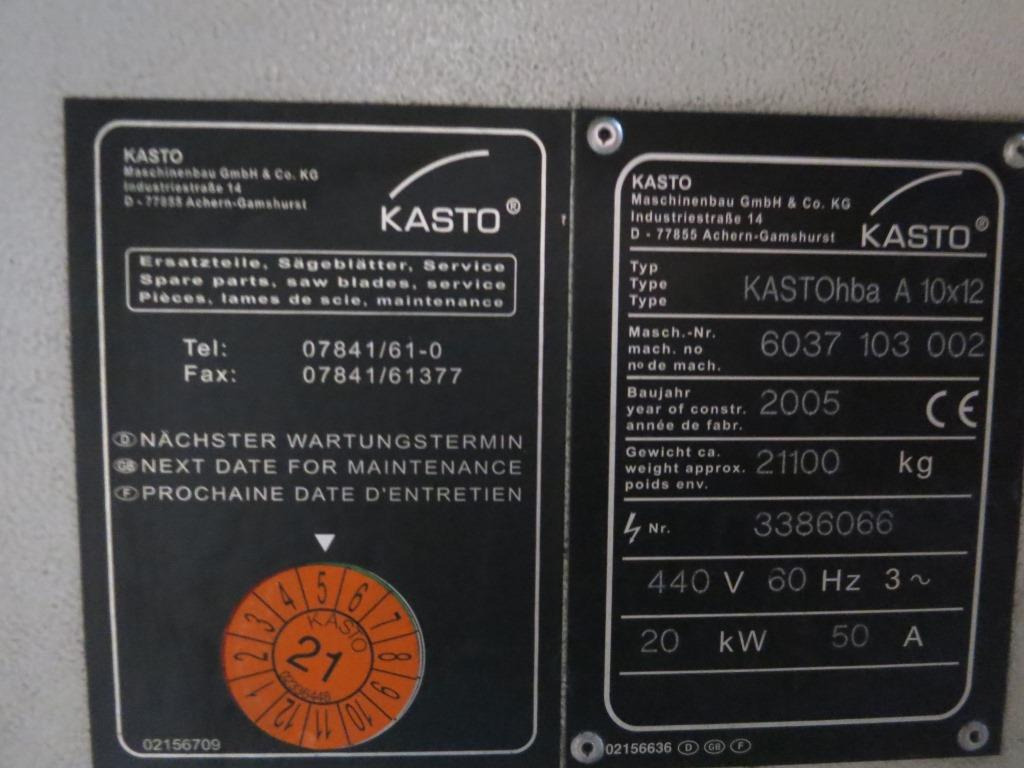 KASTO
Maschinenbau GmbH & Co. KG
Industriestraße 14
D - 77855 Achern-Gamshurst
KASTO®
Ersatzteile, Sägeblätter, Service
Spare parts, saw blades, service
Pièces, lames de scie, maintenance
Tel: 07841/61-0
Fax: 07841/61377
D NÄCHSTER WARTUNGSTERMIN
GB NEXT DATE FOR MAINTENANCE
F PROCHAINE DATE D'ENTRETIEN
1 2 3 4 5 6 7 8 9 10 11 12
KASTO
21
02156709
KASTO
Maschinenbau GmbH & Co. KG
Industriestraße 14
D - 77855 Achern-Gamshurst
KASTO®
Typ
Type
Type
KASTOhba A 10x12
Masch.-Nr.
mach. no
no de mach.
6037 103 002
Baujahr
year of constr.
année de fabr.
2005
CE
Gewicht ca.
weight approx.
poids env.
21100 kg
Nr. 3386066
440 V 60 Hz 3~
20 kW 50 A
02156636 D GB F